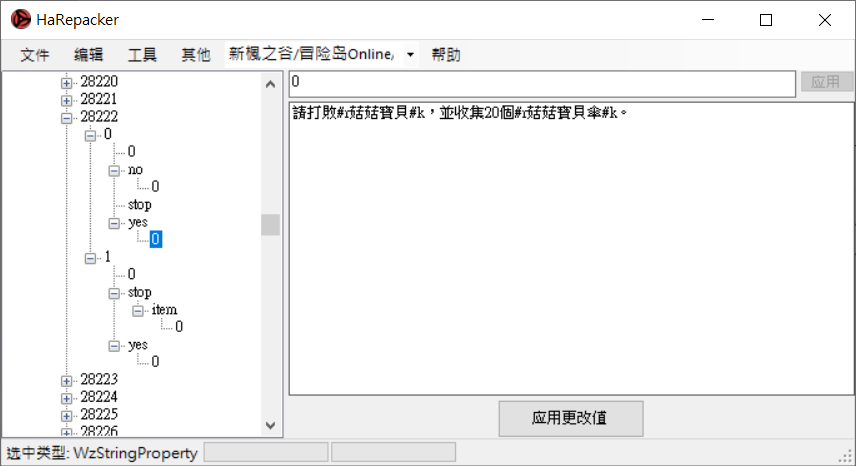 HaRepacker
文件 编辑 工具 其他 新楓之谷/冒险岛Online/ 帮助
28220
28221
28222
0
0
no
0
stop
yes
0
1
0
stop
item
0
yes
0
28223
28224
28225
28226
0 应用
請打敗#r菇菇寶貝#k，並收集20個#r菇菇寶貝傘#k。
应用更改值
选中类型: WzStringProperty